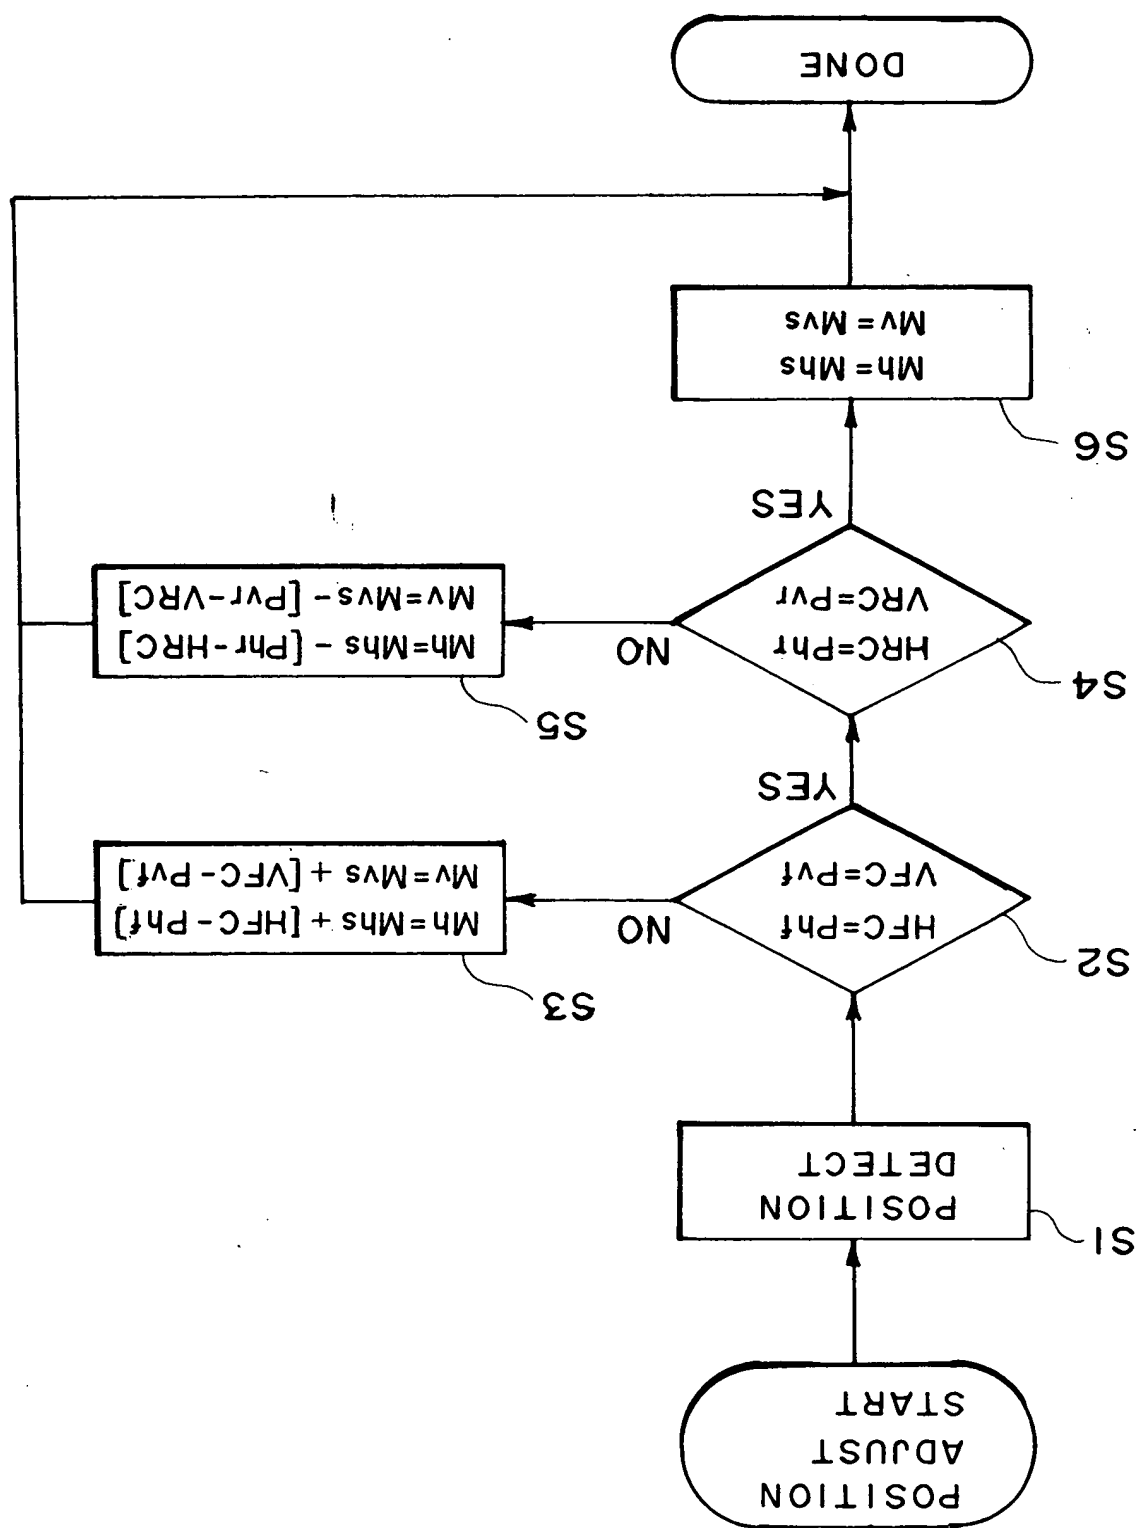 POSITION
ADJUST
START
S1
POSITION
DETECT
S2
HFC=Phf
VFC=Pvf
NO
YES
S3
Mh=Mhs + [HFC-Phf]
Mv=Mvs + [VFC-Pvf]
S4
HRC=Phr
VRC=Pvr
NO
YES
S5
Mh=Mhs - [Phr-HRC]
Mv=Mvs - [Pvr-VRC]
S6
Mh=Mhs
Mv=Mvs
DONE